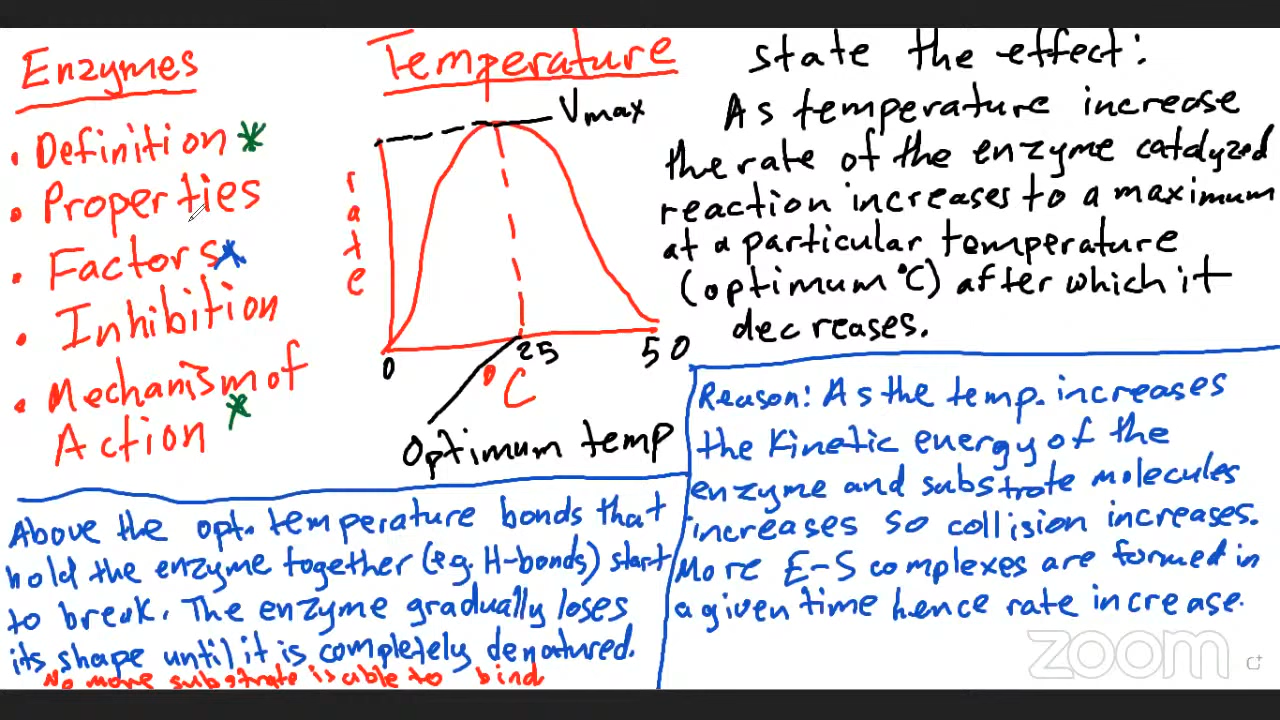 Enzymes
• Definition *
• Properties
• Factors *
• Inhibition
• Mechanism of
Action *
Temperature
Vmax
rate
0
25
50
°C
Optimum temp
state the effect:
As temperature increase
the rate of the enzyme catalyzed
reaction increases to a maximum
at a particular temperature
(optimum °C) after which it
decreases.
Reason: As the temp. increases
the Kinetic energy of the
enzyme and substrate molecules
increases so collision increases.
More E-S complexes are formed in
a given time hence rate increase.
Above the opt. temperature bonds that
hold the enzyme together (e.g. H-bonds) start
to break. The enzyme gradually loses
its shape until it is completely denatured.
No more substrate is able to bind
zoom